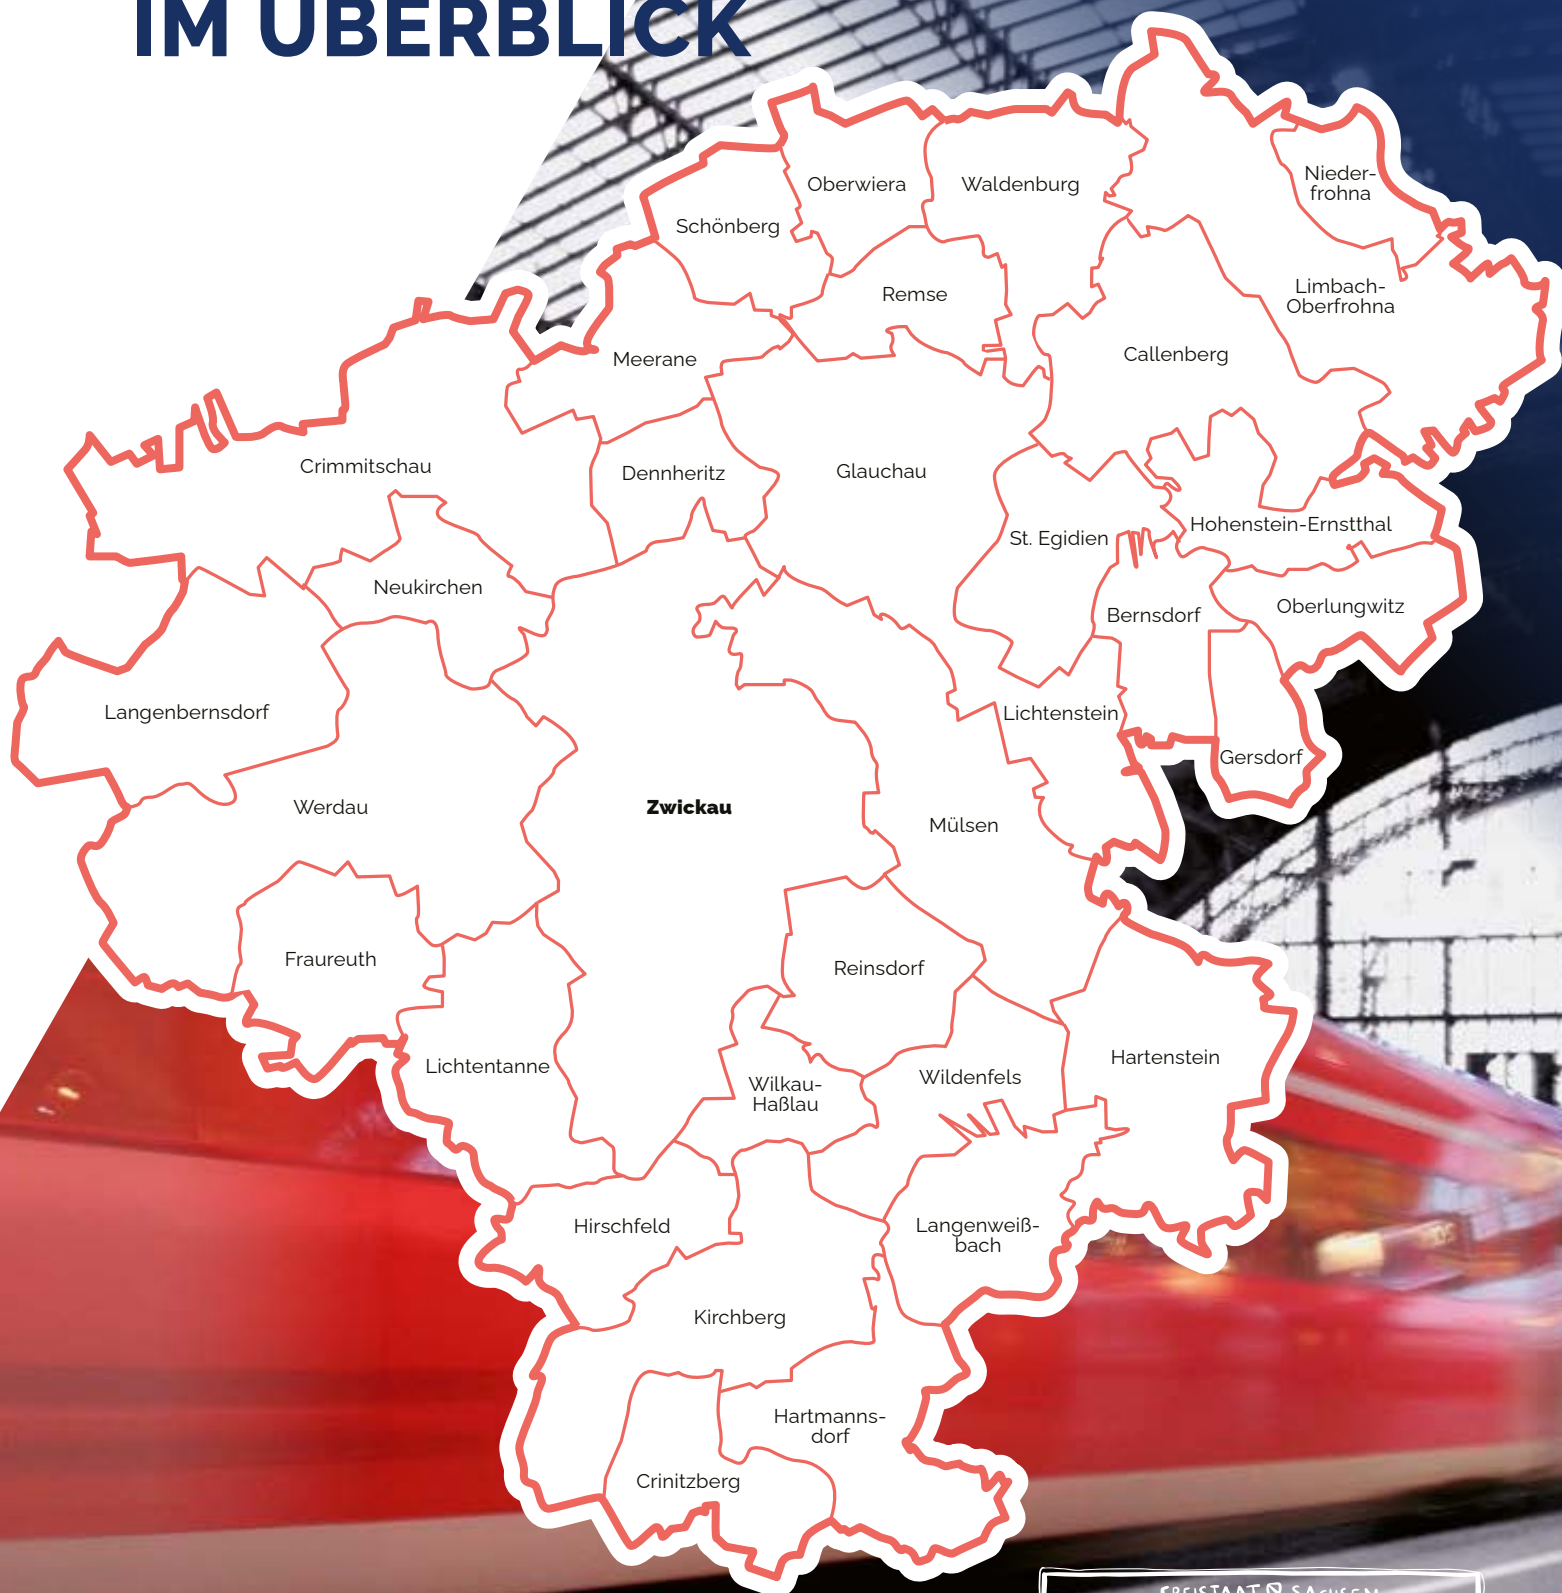 IM ÜBERBLICK
Oberwiera
Waldenburg
Nieder-
frohna
Schönberg
Remse
Limbach-
Oberfrohna
Meerane
Callenberg
Crimmitschau
Dennheritz
Glauchau
St. Egidien
Hohenstein-Ernstthal
Neukirchen
Bernsdorf
Oberlungwitz
Langenbernsdorf
Lichtenstein
Gersdorf
Werdau
Zwickau
Mülsen
Fraureuth
Reinsdorf
Lichtentanne
Wilkau-
Haßlau
Wildenfels
Hartenstein
Hirschfeld
Langenweiß-
bach
Kirchberg
Hartmanns-
dorf
Crinitzberg
FREISTAAT SACHSEN